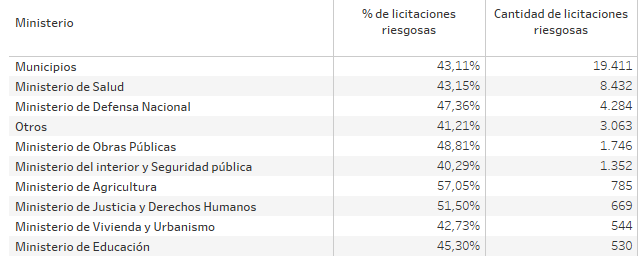 Ministerio % de licitaciones riesgosas Cantidad de licitaciones riesgosas
Municipios 43,11% 19.411
Ministerio de Salud 43,15% 8.432
Ministerio de Defensa Nacional 47,36% 4.284
Otros 41,21% 3.063
Ministerio de Obras Públicas 48,81% 1.746
Ministerio del interior y Seguridad pública 40,29% 1.352
Ministerio de Agricultura 57,05% 785
Ministerio de Justicia y Derechos Humanos 51,50% 669
Ministerio de Vivienda y Urbanismo 42,73% 544
Ministerio de Educación 45,30% 530